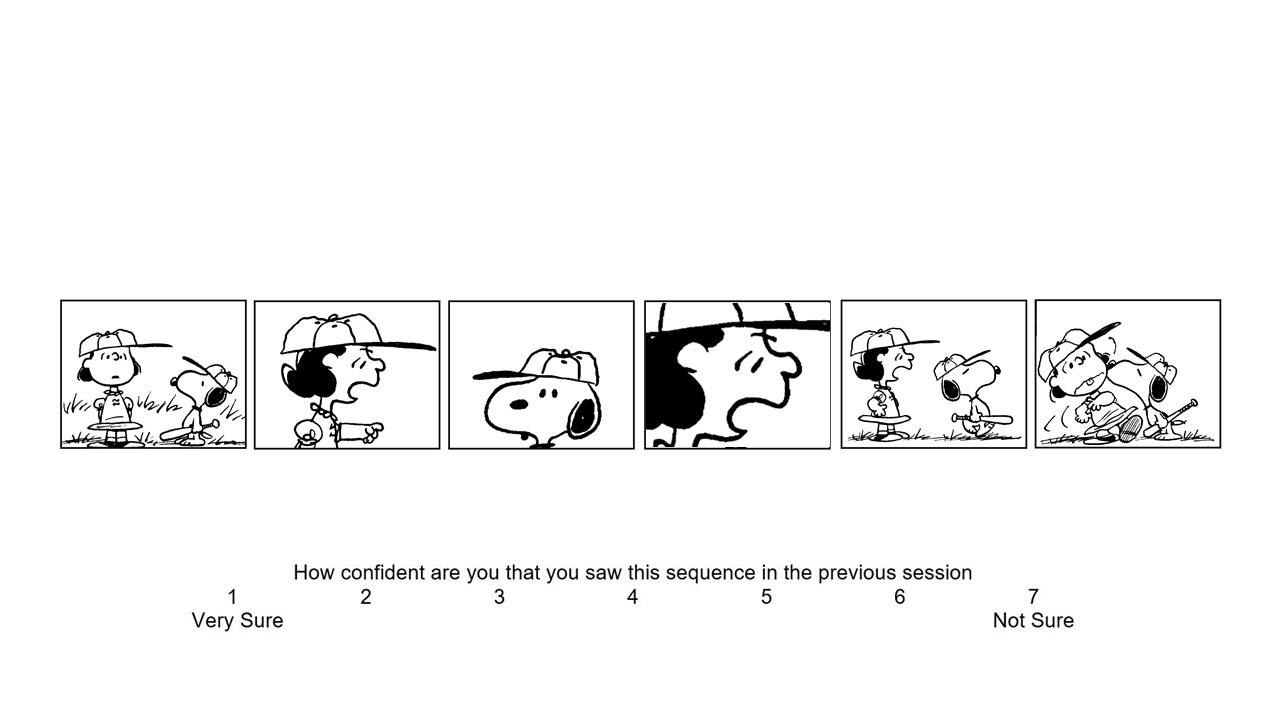 How confident are you that you saw this sequence in the previous session
1 2 3 4 5 6 7
Very Sure Not Sure